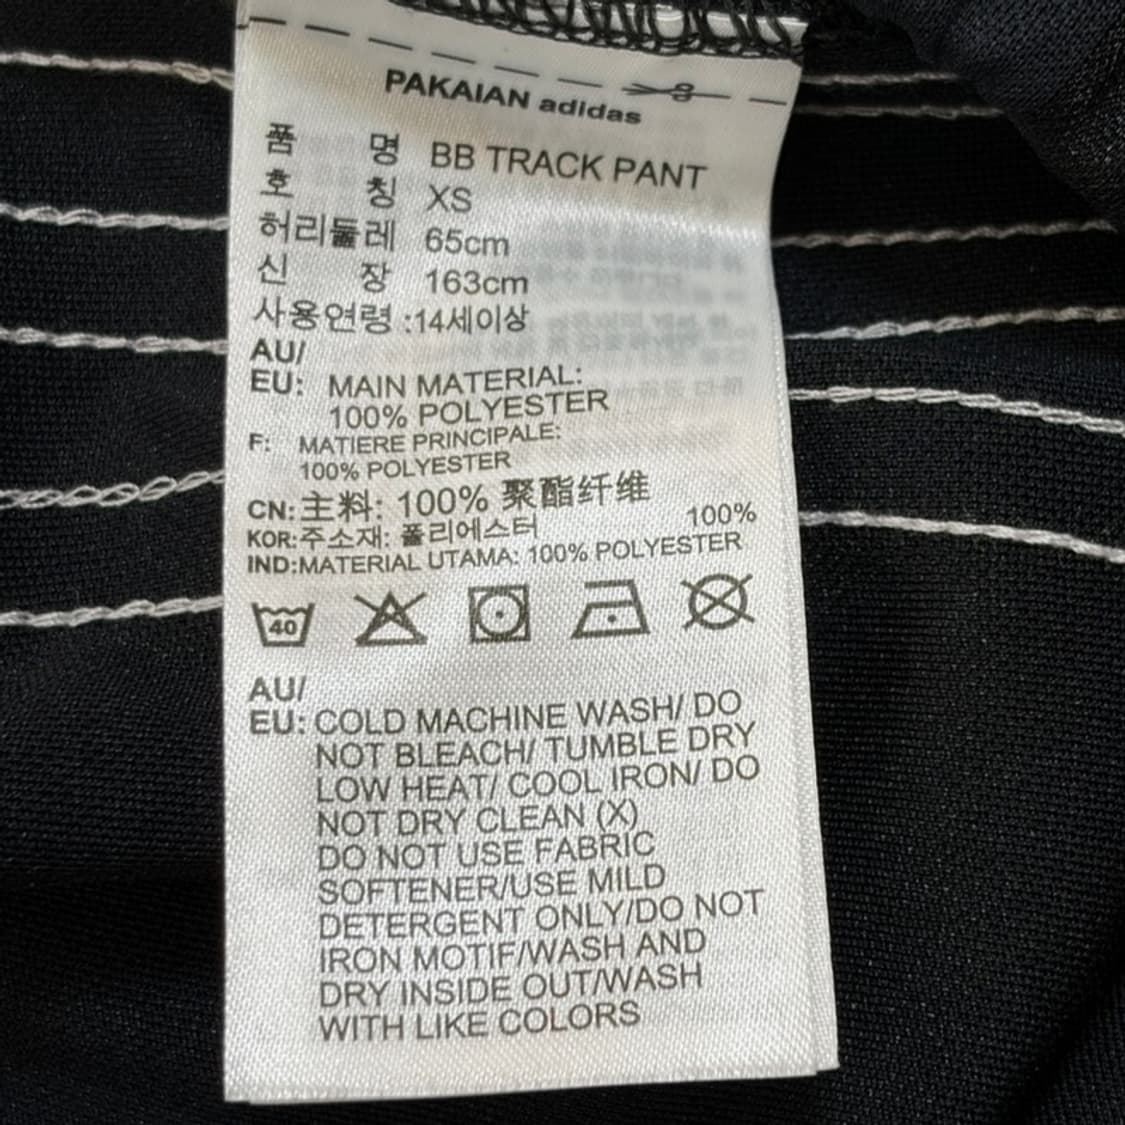 PAKAIAN adidas
품 명 BB TRACK PANT
호 칭 XS
허리둘레 65cm
신 장 163cm
사용연령 :14세이상
AU/
EU: MAIN MATERIAL:
100% POLYESTER
F: MATIERE PRINCIPALE:
100% POLYESTER
CN: 主料: 100% 聚酯纤维
KOR:주소재: 폴리에스터 100%
IND:MATERIAL UTAMA: 100% POLYESTER
40
AU/
EU: COLD MACHINE WASH/ DO
NOT BLEACH/ TUMBLE DRY
LOW HEAT/ COOL IRON/ DO
NOT DRY CLEAN (X)
DO NOT USE FABRIC
SOFTENER/USE MILD
DETERGENT ONLY/DO NOT
IRON MOTIF/WASH AND
DRY INSIDE OUT/WASH
WITH LIKE COLORS